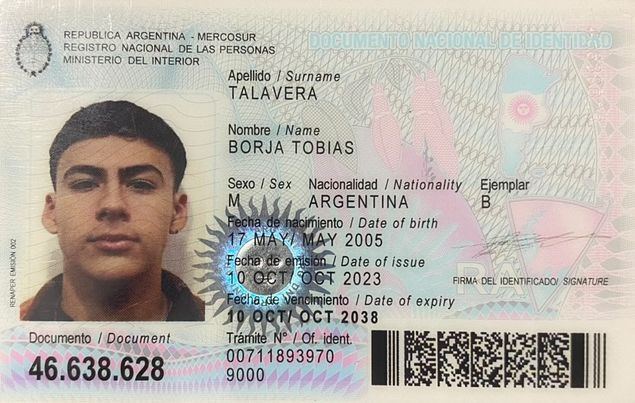 REPUBLICA ARGENTINA - MERCOSUR
REGISTRO NACIONAL DE LAS PERSONAS
MINISTERIO DEL INTERIOR
DOCUMENTO NACIONAL DE IDENTIDAD
Apellido / Surname
TALAVERA
Nombre / Name
BORJA TOBIAS
Sexo / Sex Nacionalidad / Nationality Ejemplar
M ARGENTINA B
Fecha de nacimiento / Date of birth
17 MAY/ MAY 2005
Fecha de emisión / Date of issue
10 OCT/ OCT 2023
FIRMA DEL IDENTIFICADO/ SIGNATURE
Fecha de vencimiento / Date of expiry
10 OCT/ OCT 2038
RENAPER EMISIÓN 002
Documento / Document
46.638.628
Trámite N° / Of. ident.
00711893970
9000